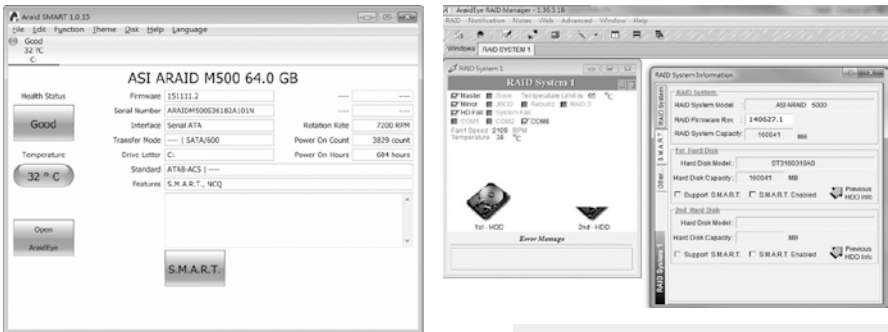 Araid SMART 1.0.15
File Edit Function Theme Disk Help Language
Good
32 ºC
C:
ASI ARAID M500 64.0 GB
Health Status
Good
Temperature
32 º C
Open
AraidEye
Firmware 151111.2 ---- ----
Serial Number ARAIDM500S36182A101N ---- ----
Interface Serial ATA Rotation Rate 7200 RPM
Transfer Mode ---- | SATA/600 Power On Count 3829 count
Drive Letter C: Power On Hours 684 hours
Standard ATA8-ACS | ----
Features S.M.A.R.T., NCQ
S.M.A.R.T.
AraidEye RAID Manager - 1.36.3.18
RAID Notification Notes Web Advanced Window Help
Windows RAID SYSTEM 1
RAID System 1
RAID System 1
Master Slave Temperature Limit is 65 ºC
Mirror JBOD Rebuild RAID-3
HD Fail System Fail
COM1 COM2 COM8
Fan1 Speed 2109 RPM
Temperature 38 ºC
1st - HDD 2nd - HDD
Error Message
RAID System Information
RAID System
S.M.A.R.T.
Other...
RAID System 1
RAID System
RAID System Model : ASI ARAID 5000
RAID Firmware Rev. : 140627.1
RAID System Capacity: 160041 MB
1st. Hard Disk
Hard Disk Model : ST3160318AS
Hard Disk Capacity : 160041 MB
Support S.M.A.R.T. S.M.A.R.T. Enabled Previous HDD Info
2nd. Hard Disk
Hard Disk Model :
Hard Disk Capacity : MB
Support S.M.A.R.T. S.M.A.R.T. Enabled Previous HDD Info